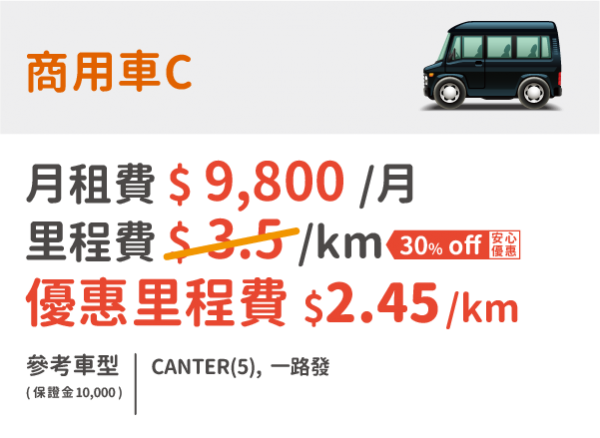 商用車C
月租費 $ 9,800 /月
里程費 $ 3.5 /km 30% off 安心優惠
優惠里程費 $2.45/km
參考車型 CANTER(5), 一路發
(保證金10,000)